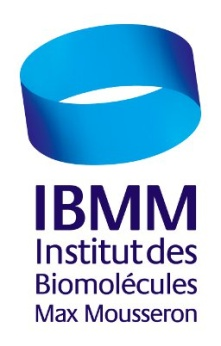 IBMM
Institut des
Biomolécules
Max Mousseron